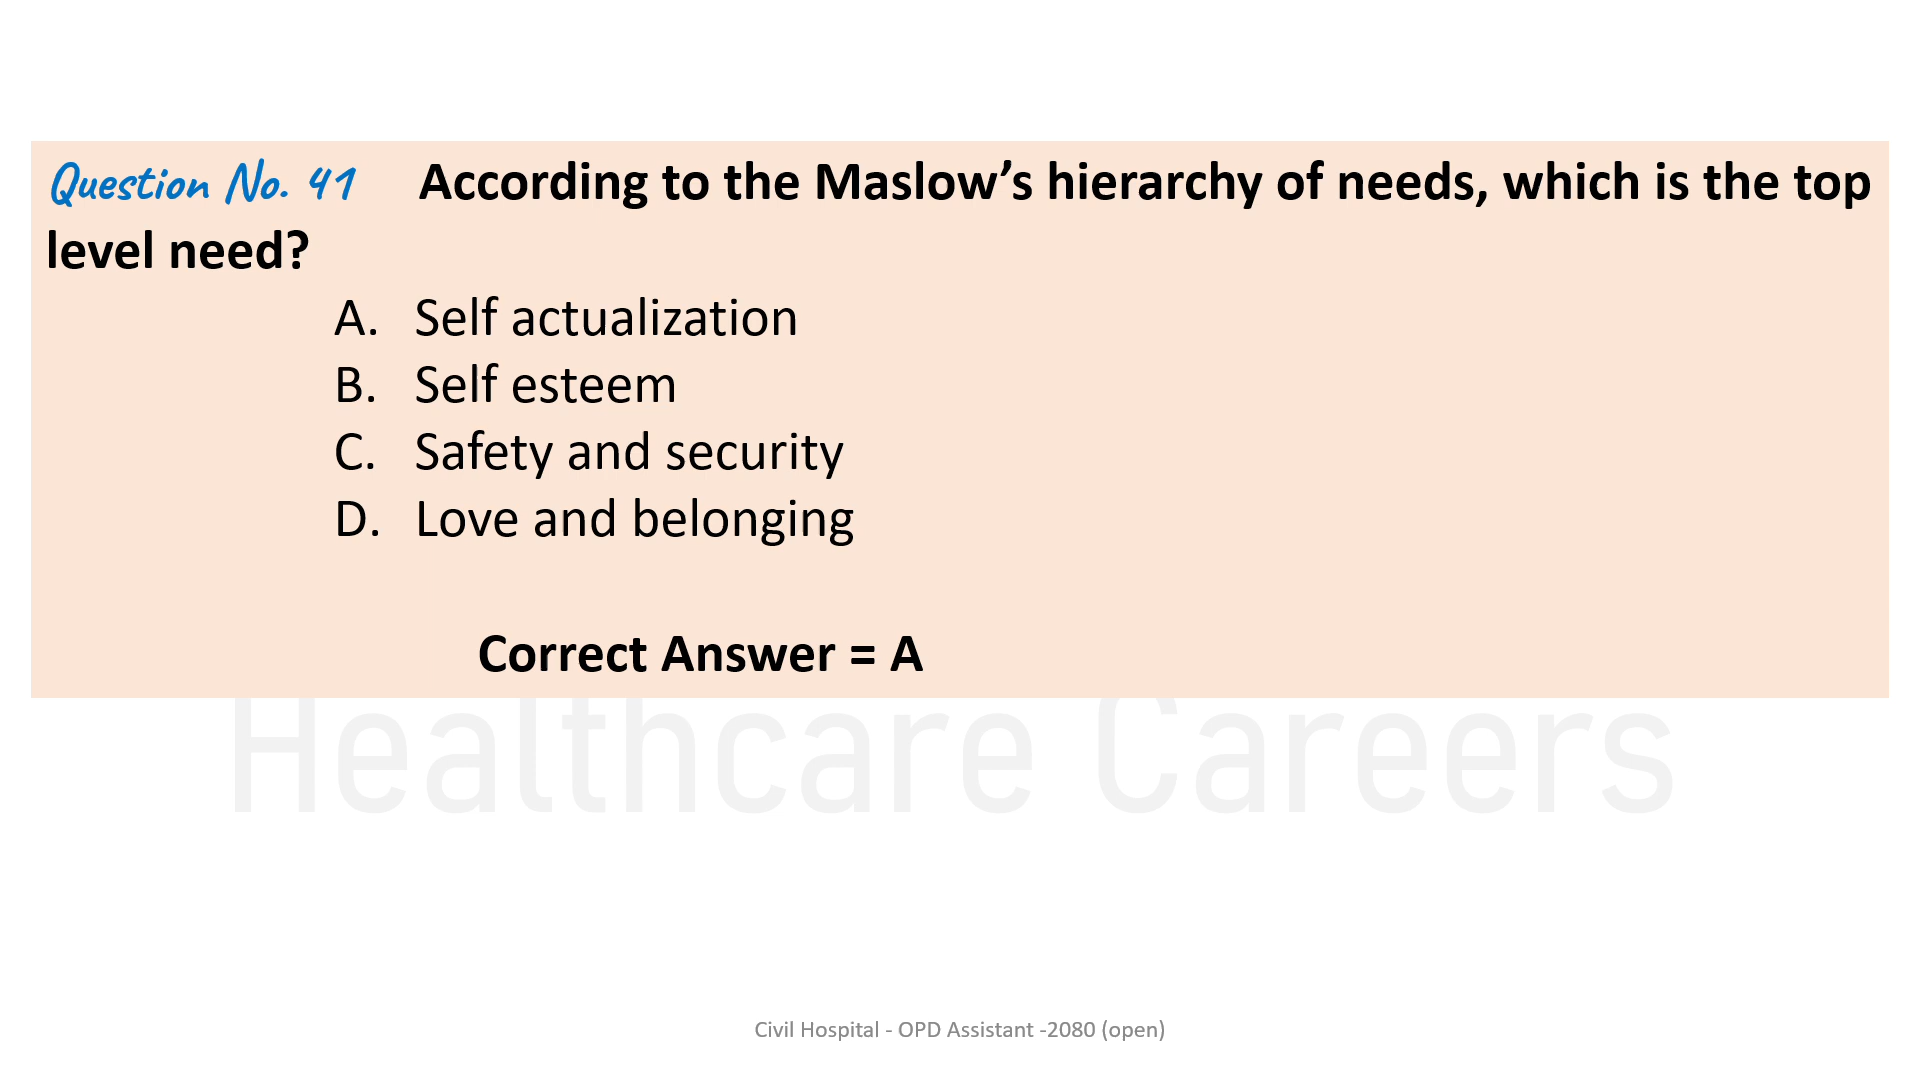 Question No. 41 According to the Maslow’s hierarchy of needs, which is the top
level need?
A. Self actualization
B. Self esteem
C. Safety and security
D. Love and belonging
Correct Answer = A
Healthcare Careers
Civil Hospital - OPD Assistant -2080 (open)